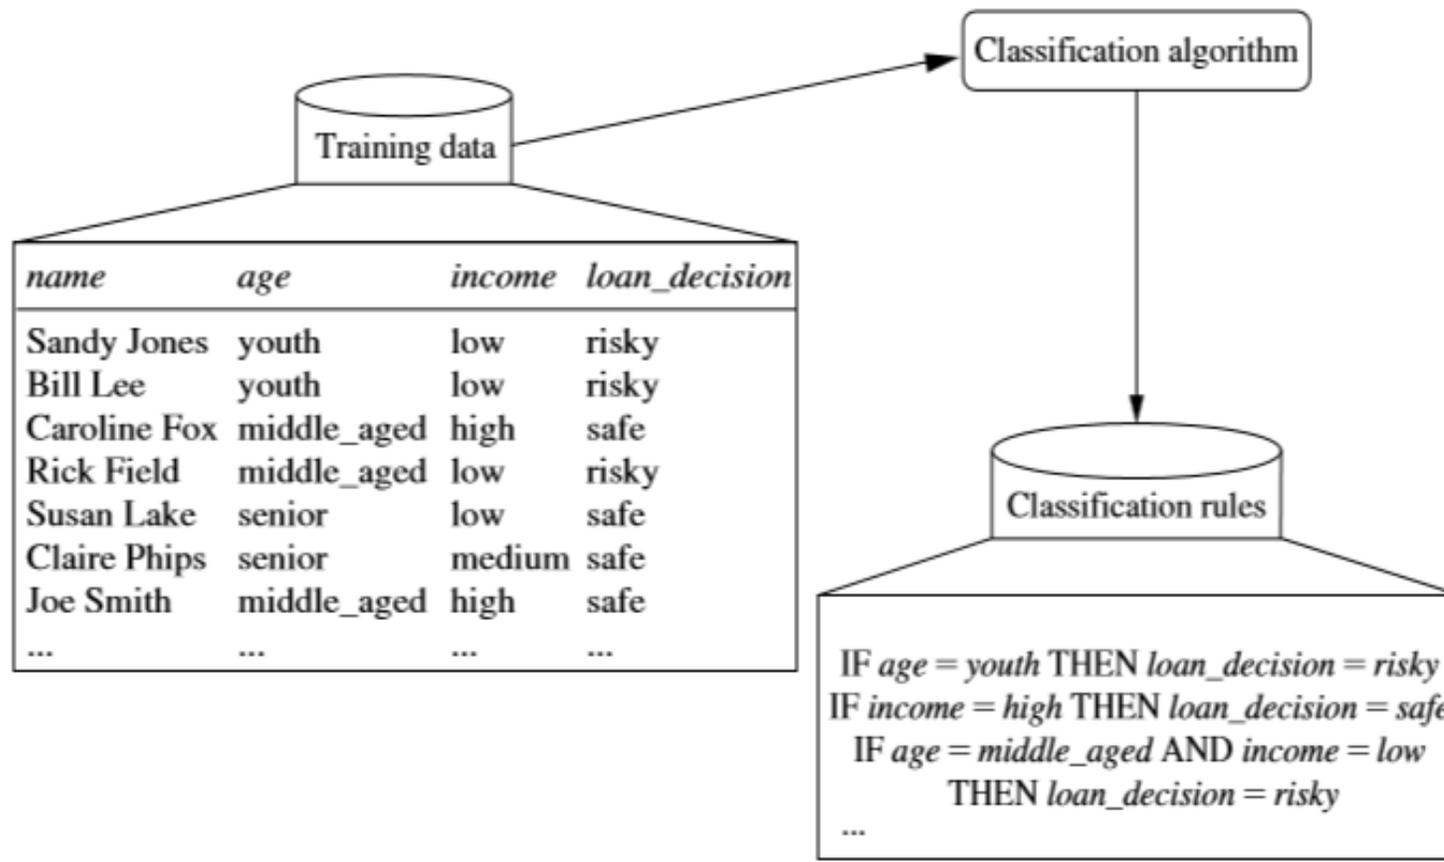 Classification algorithm
Training data
name age income loan_decision
Sandy Jones youth low risky
Bill Lee youth low risky
Caroline Fox middle_aged high safe
Rick Field middle_aged low risky
Susan Lake senior low safe
Claire Phips senior medium safe
Joe Smith middle_aged high safe
... ... ... ...
Classification rules
IF age = youth THEN loan_decision = risky
IF income = high THEN loan_decision = safe
IF age = middle_aged AND income = low
THEN loan_decision = risky
...